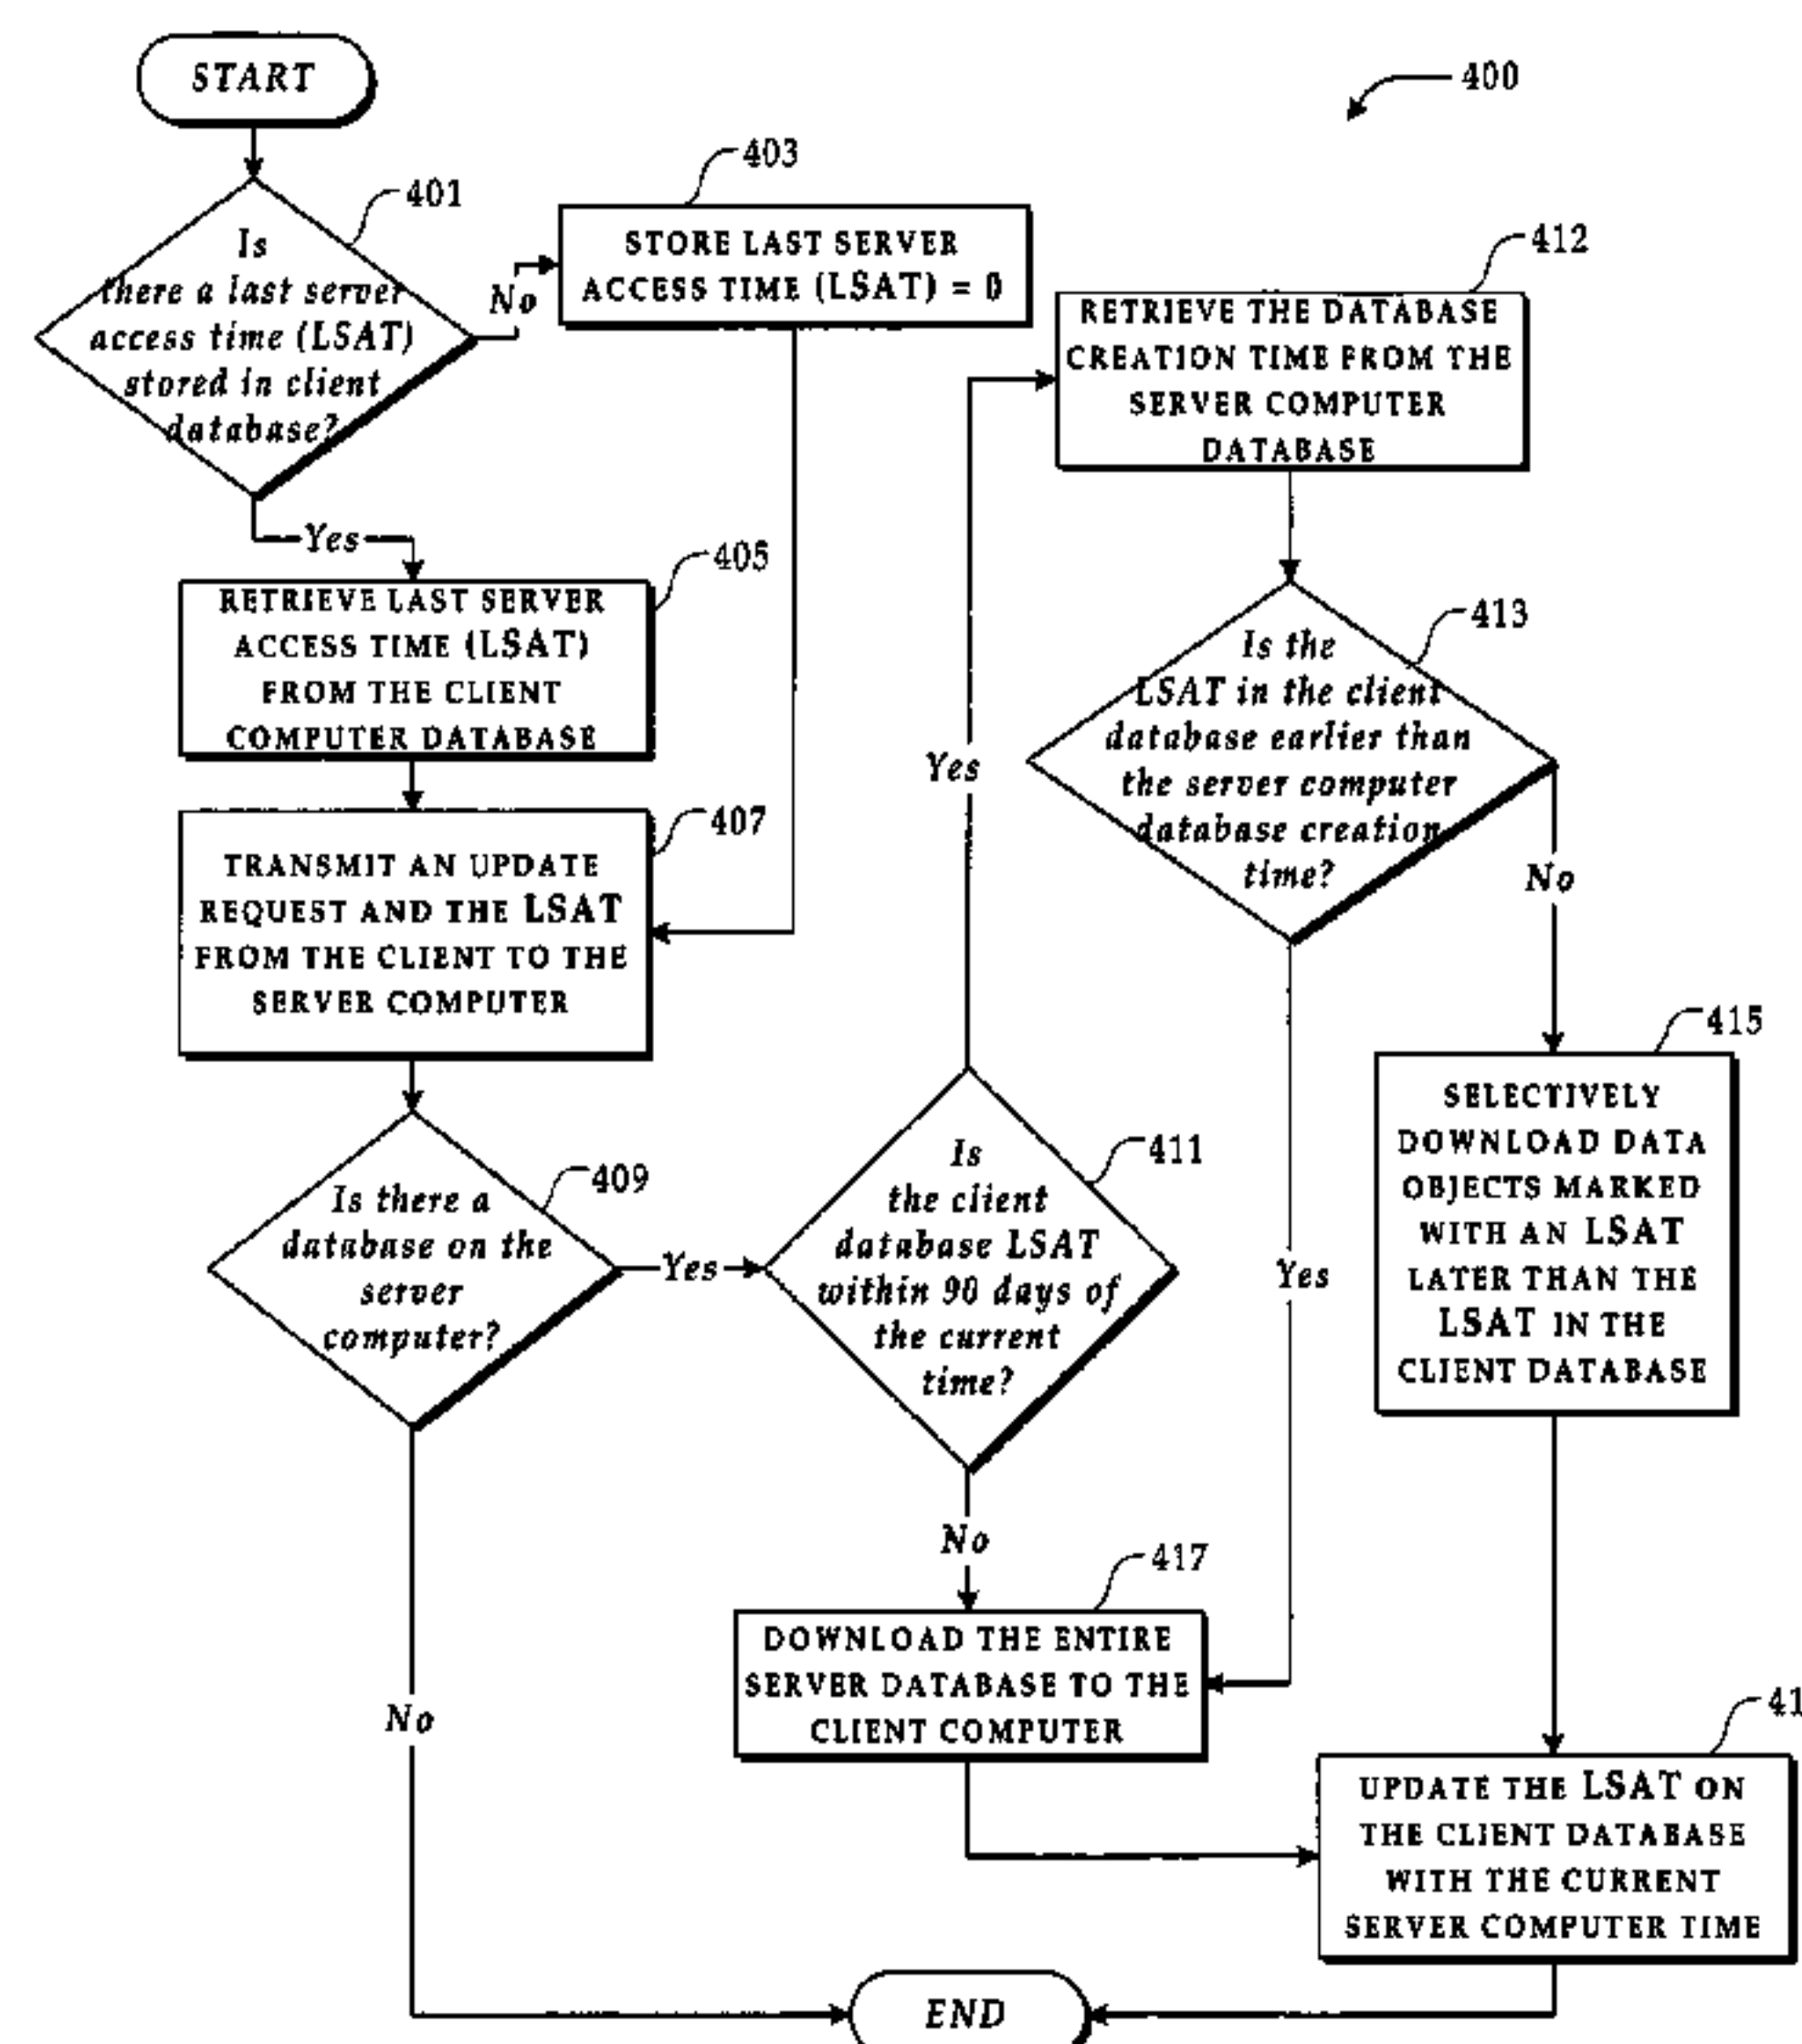 START
400
401
Is
there a last server
access time (LSAT)
stored in client
database?
No
403
STORE LAST SERVER
ACCESS TIME (LSAT) = 0
Yes
405
RETRIEVE LAST SERVER
ACCESS TIME (LSAT)
FROM THE CLIENT
COMPUTER DATABASE
407
TRANSMIT AN UPDATE
REQUEST AND THE LSAT
FROM THE CLIENT TO THE
SERVER COMPUTER
409
Is there a
database on the
server
computer?
Yes
No
411
Is
the client
database LSAT
within 90 days of
the current
time?
Yes
No
412
RETRIEVE THE DATABASE
CREATION TIME FROM THE
SERVER COMPUTER
DATABASE
413
Is the
LSAT in the client
database earlier than
the server computer
database creation
time?
No
Yes
415
SELECTIVELY
DOWNLOAD DATA
OBJECTS MARKED
WITH AN LSAT
LATER THAN THE
LSAT IN THE
CLIENT DATABASE
417
DOWNLOAD THE ENTIRE
SERVER DATABASE TO THE
CLIENT COMPUTER
41
UPDATE THE LSAT ON
THE CLIENT DATABASE
WITH THE CURRENT
SERVER COMPUTER TIME
END